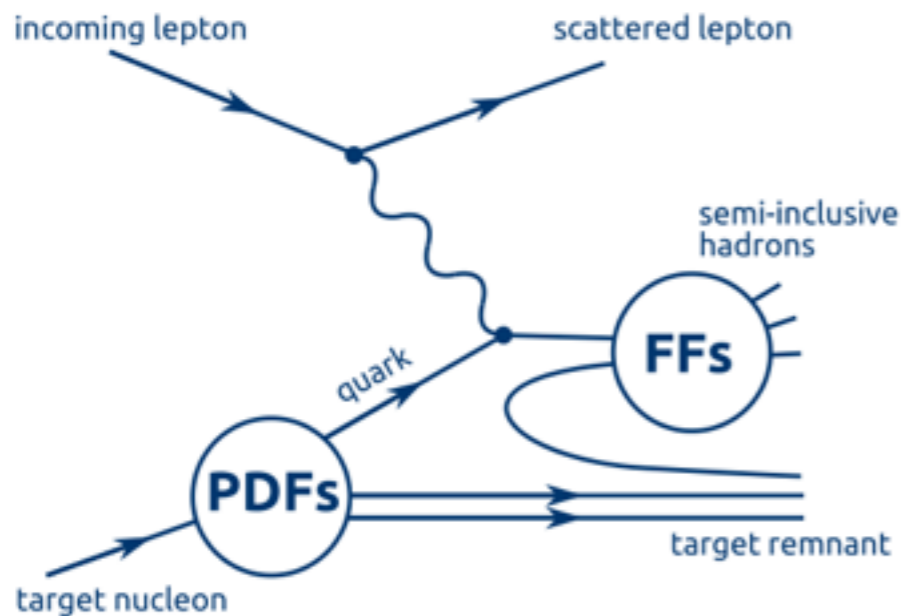 incoming lepton
scattered lepton
semi-inclusive
hadrons
FFs
quark
PDFs
target remnant
target nucleon